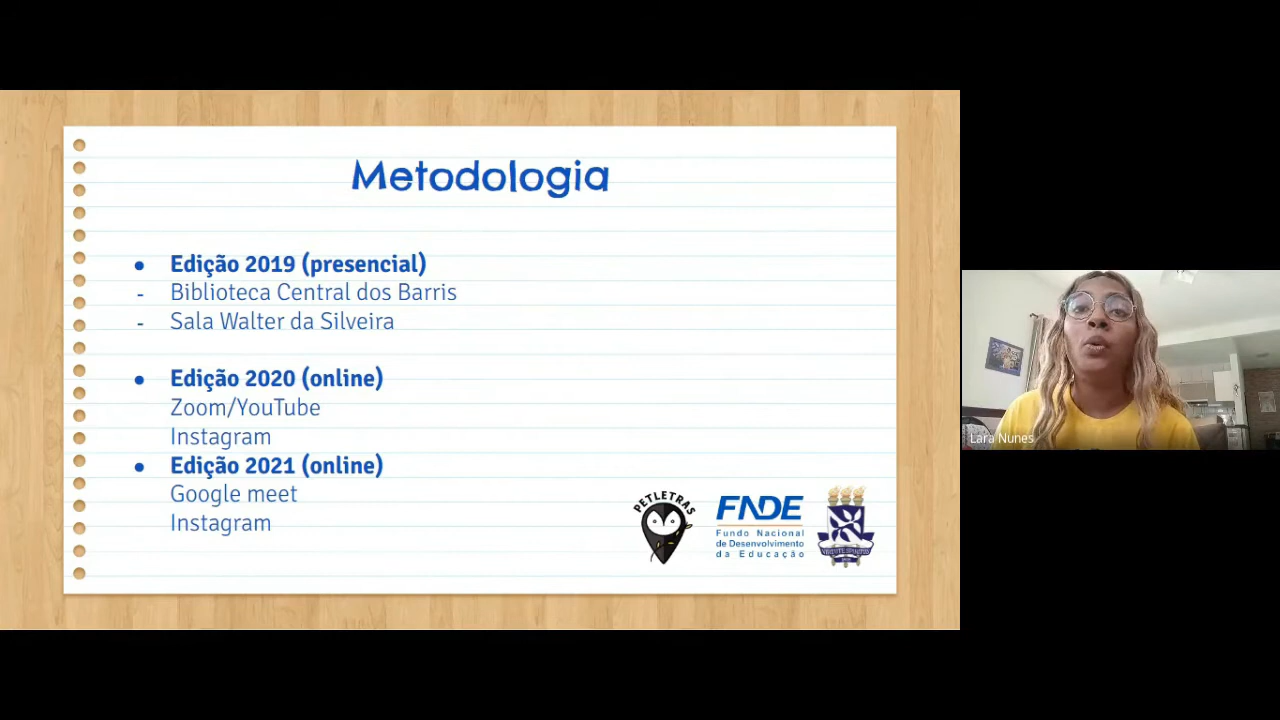 Metodologia
● Edição 2019 (presencial)
- Biblioteca Central dos Barris
- Sala Walter da Silveira
● Edição 2020 (online)
Zoom/YouTube
Instagram
● Edição 2021 (online)
Google meet
Instagram
PETLETRAS
FNDE
Fundo Nacional
de Desenvolvimento
da Educação
Lara Nunes